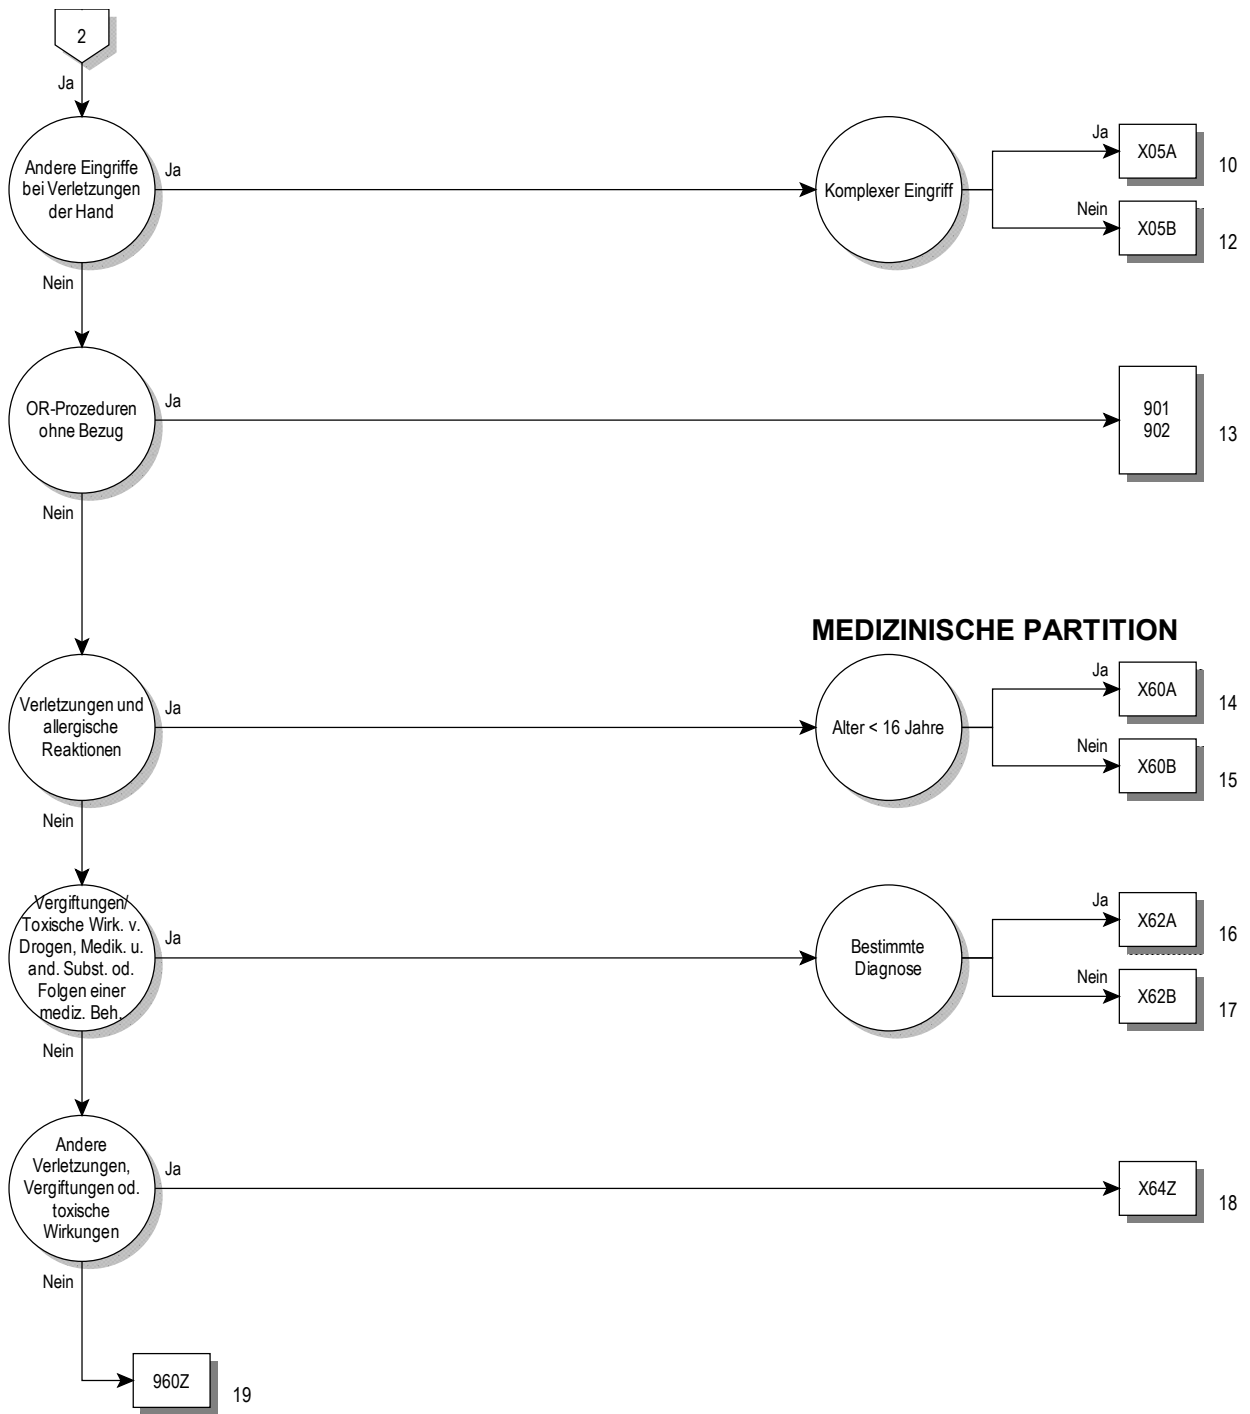 2
Ja
Andere Eingriffe
bei Verletzungen
der Hand
Ja
Komplexer Eingriff
Ja
X05A
10
Nein
X05B
12
Nein
OR-Prozeduren
ohne Bezug
Ja
901
902
13
Nein
MEDIZINISCHE PARTITION
Verletzungen und
allergische
Reaktionen
Ja
Alter < 16 Jahre
Ja
X60A
14
Nein
X60B
15
Nein
Vergiftungen/
Toxische Wirk. v.
Drogen, Medik. u.
and. Subst. od.
Folgen einer
mediz. Beh.
Ja
Bestimmte
Diagnose
Ja
X62A
16
Nein
X62B
17
Nein
Andere
Verletzungen,
Vergiftungen od.
toxische
Wirkungen
Ja
X64Z
18
Nein
960Z
19